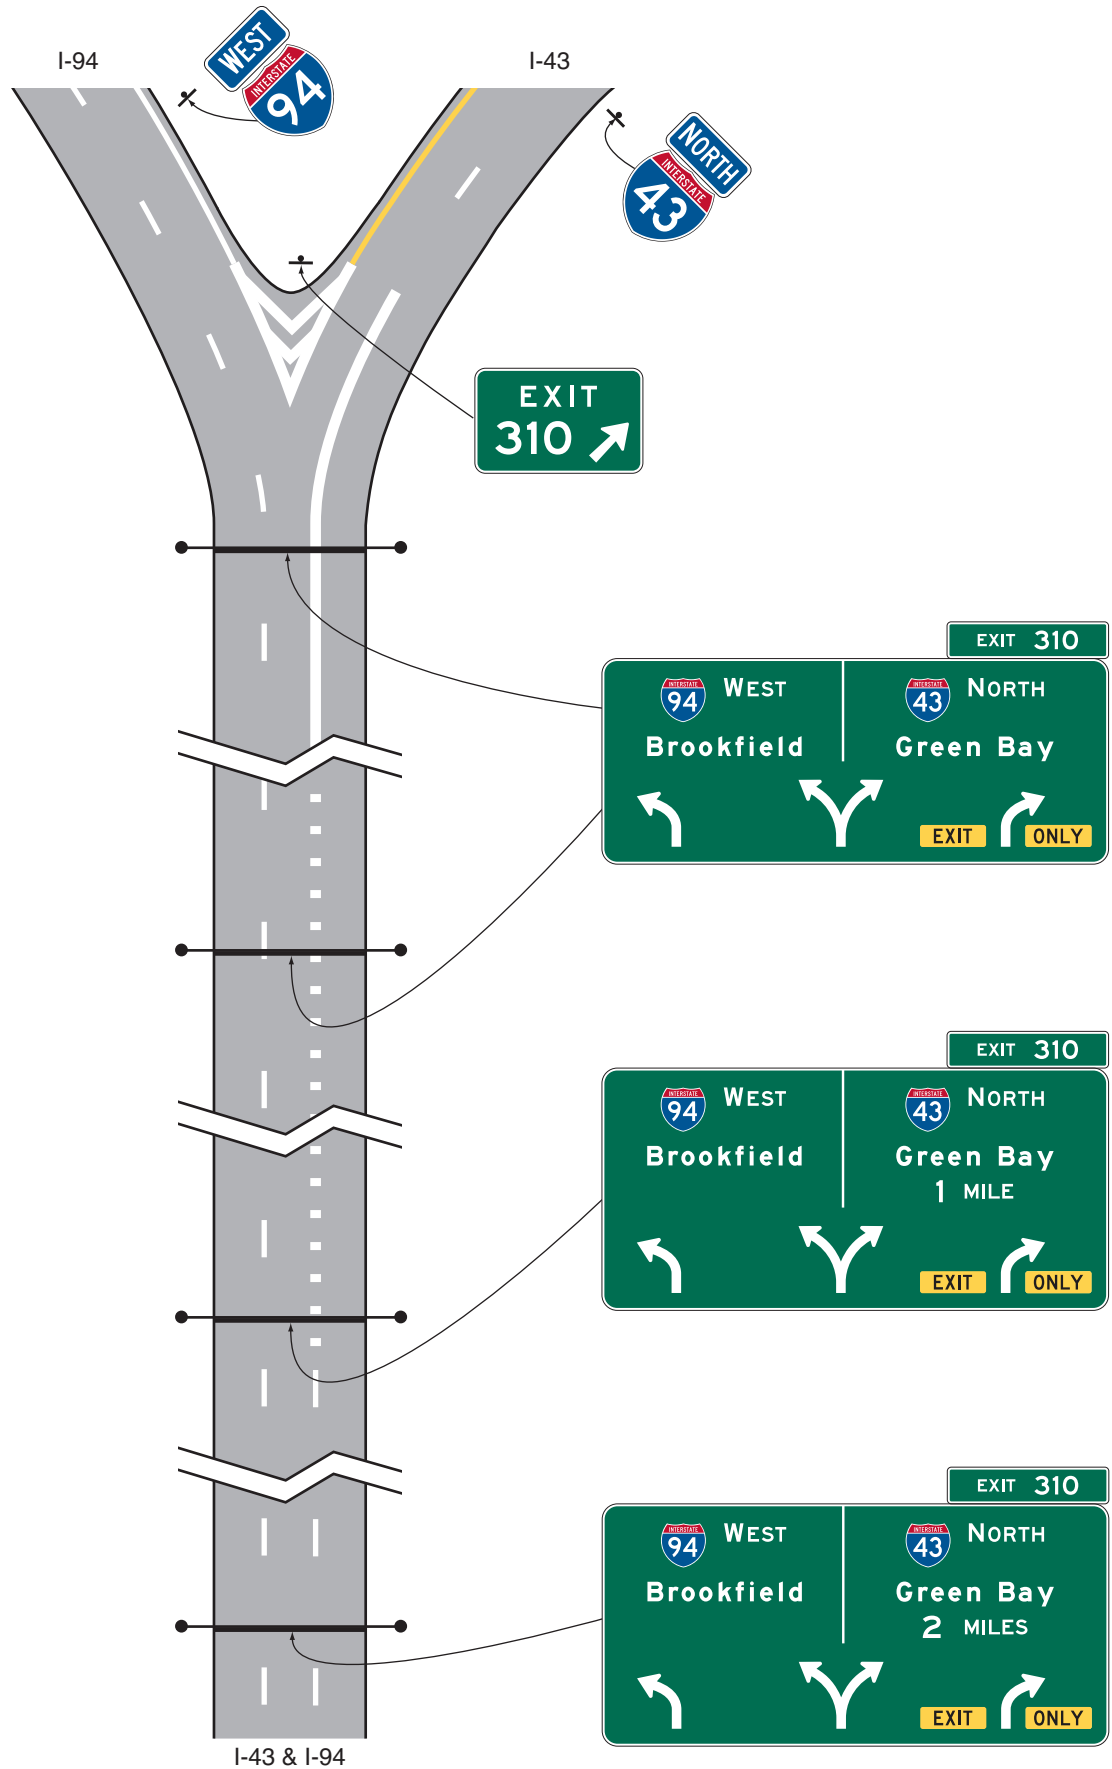 I-94
WEST
INTERSTATE
94
I-43
NORTH
INTERSTATE
43
EXIT
310
EXIT 310
INTERSTATE
94 WEST
Brookfield
INTERSTATE
43 NORTH
Green Bay
EXIT ONLY
EXIT 310
INTERSTATE
94 WEST
Brookfield
INTERSTATE
43 NORTH
Green Bay
1 MILE
EXIT ONLY
EXIT 310
INTERSTATE
94 WEST
Brookfield
INTERSTATE
43 NORTH
Green Bay
2 MILES
EXIT ONLY
I-43 & I-94